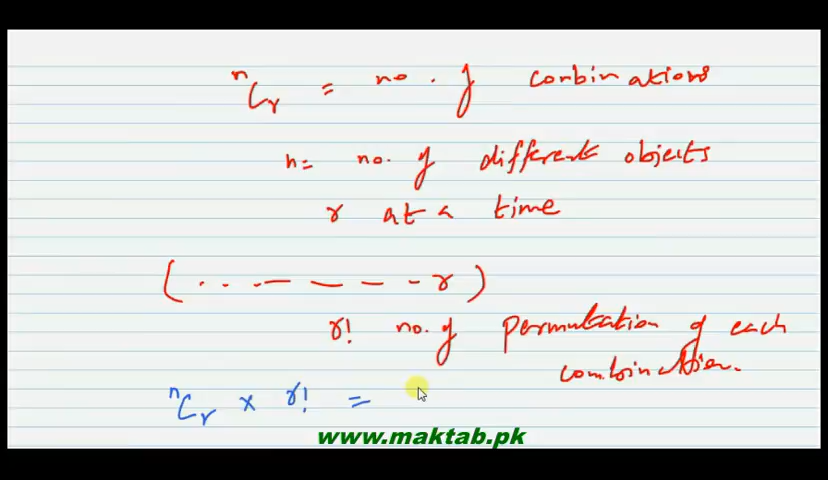 ⁿCᵣ = no. of combinations
n= no. of different objects
r at a time
( . . . — — — - r )
r! no. of permutation of each
combination.
ⁿCᵣ × r! =
www.maktab.pk